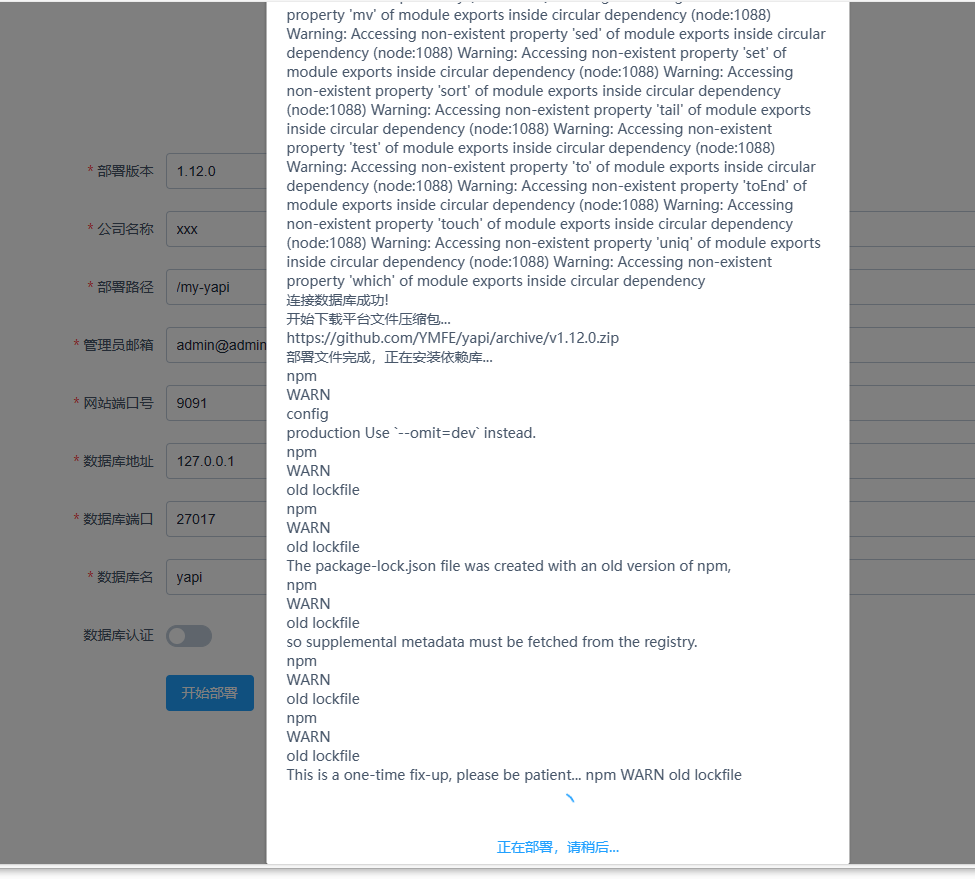 property 'mv' of module exports inside circular dependency (node:1088)
Warning: Accessing non-existent property 'sed' of module exports inside circular
dependency (node:1088) Warning: Accessing non-existent property 'set' of
module exports inside circular dependency (node:1088) Warning: Accessing
non-existent property 'sort' of module exports inside circular dependency
(node:1088) Warning: Accessing non-existent property 'tail' of module exports
inside circular dependency (node:1088) Warning: Accessing non-existent
property 'test' of module exports inside circular dependency (node:1088)
Warning: Accessing non-existent property 'to' of module exports inside circular
dependency (node:1088) Warning: Accessing non-existent property 'toEnd' of
module exports inside circular dependency (node:1088) Warning: Accessing
non-existent property 'touch' of module exports inside circular dependency
(node:1088) Warning: Accessing non-existent property 'uniq' of module exports
inside circular dependency (node:1088) Warning: Accessing non-existent
property 'which' of module exports inside circular dependency
连接数据库成功!
开始下载平台文件压缩包...
https://github.com/YMFE/yapi/archive/v1.12.0.zip
部署文件完成，正在安装依赖库...
npm
WARN
config
production Use `--omit=dev` instead.
npm
WARN
old lockfile
npm
WARN
old lockfile
The package-lock.json file was created with an old version of npm,
npm
WARN
old lockfile
so supplemental metadata must be fetched from the registry.
npm
WARN
old lockfile
npm
WARN
old lockfile
This is a one-time fix-up, please be patient... npm WARN old lockfile
正在部署，请稍后...
* 部署版本 1.12.0
* 公司名称 xxx
* 部署路径 /my-yapi
* 管理员邮箱 admin@admin
* 网站端口号 9091
* 数据库地址 127.0.0.1
* 数据库端口 27017
* 数据库名 yapi
数据库认证
开始部署